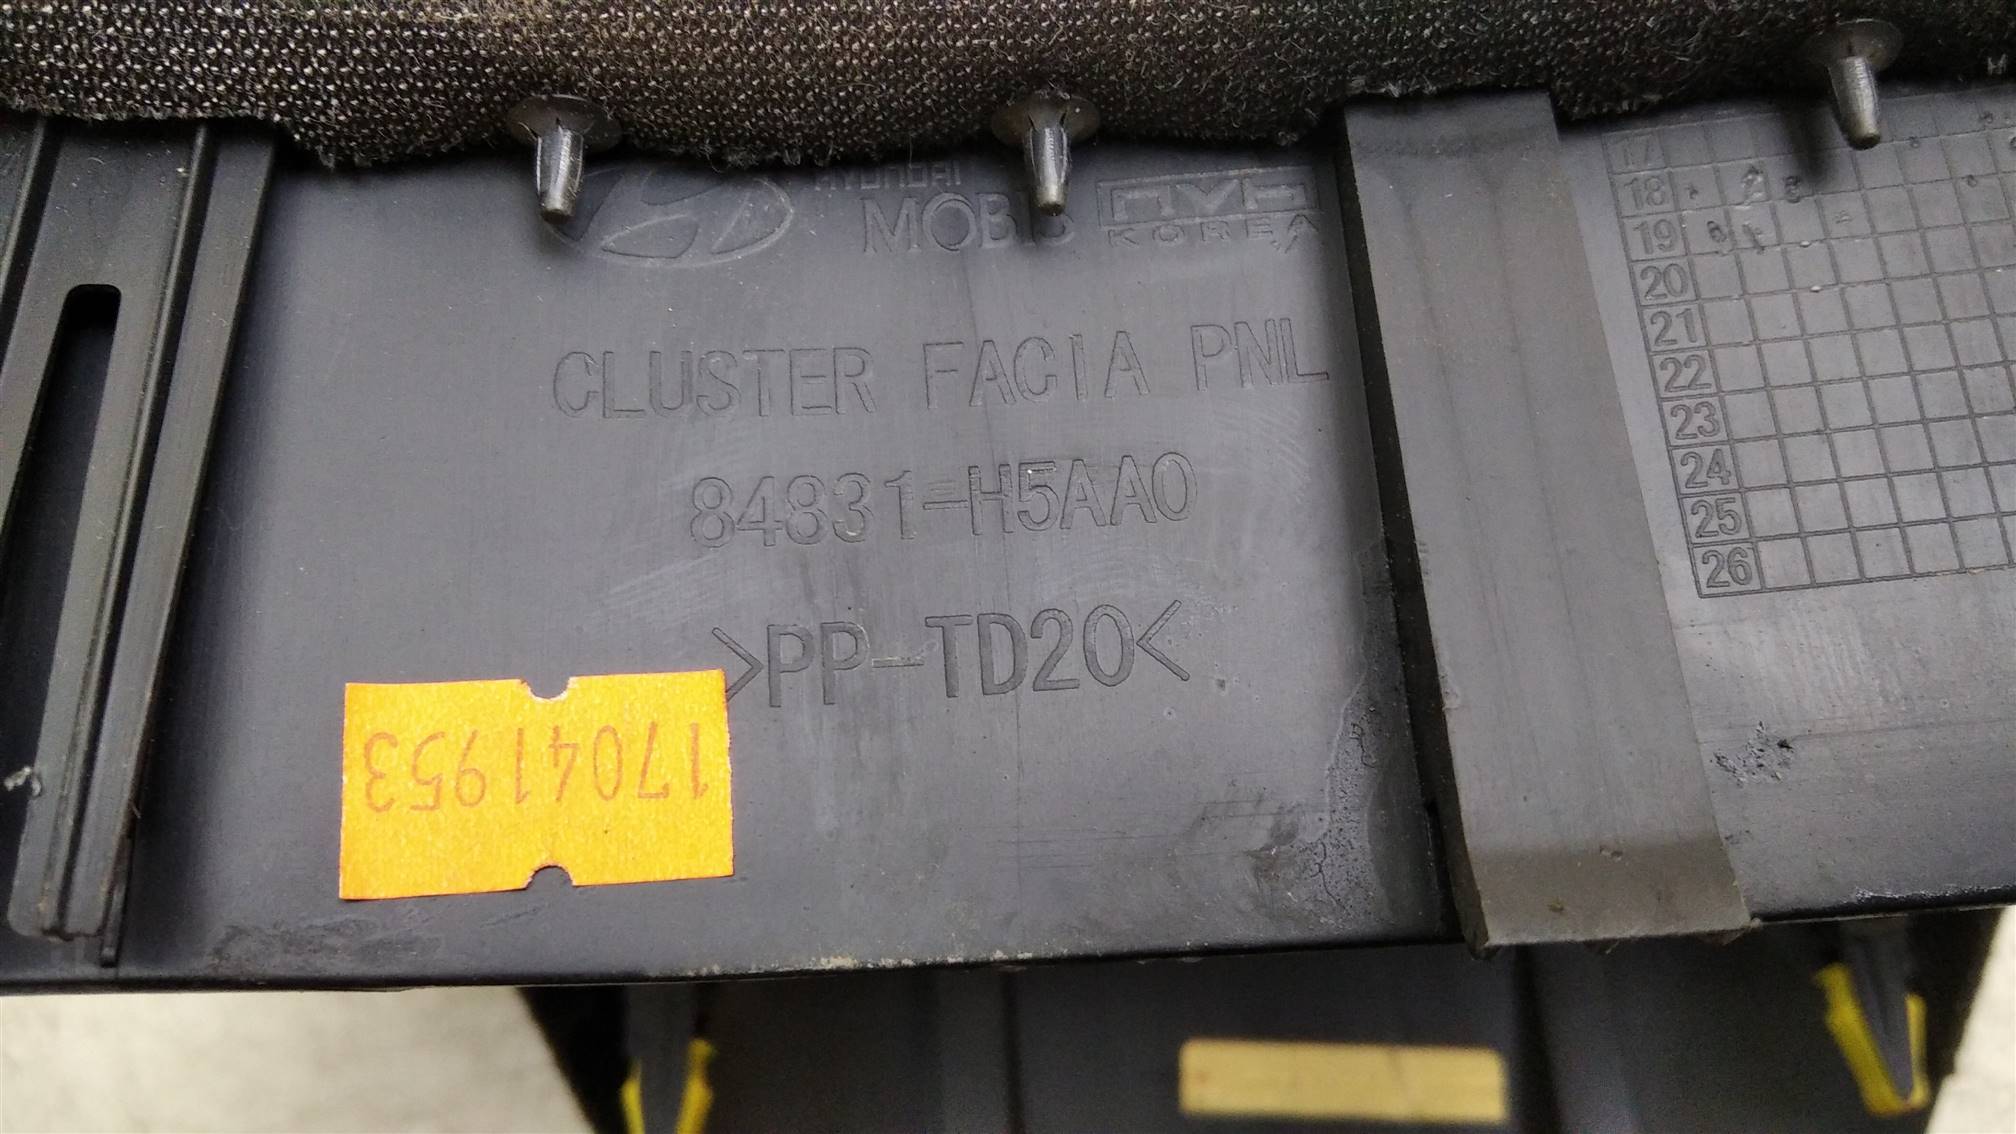 HYUNDAI
MOBIS
KOREA
CLUSTER FACIA PNL
84831-H5AA0
>PP-TD20<
17041953
17
18
19
20
21
22
23
24
25
26